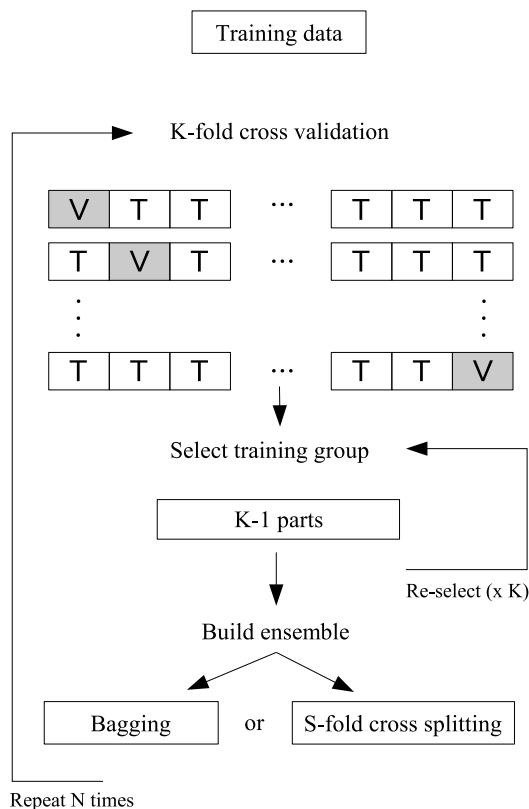 Training data
K-fold cross validation
V T T ... T T T
T V T ... T T T
T T T ... T T V
Select training group
K-1 parts
Re-select (x K)
Build ensemble
Bagging or S-fold cross splitting
Repeat N times